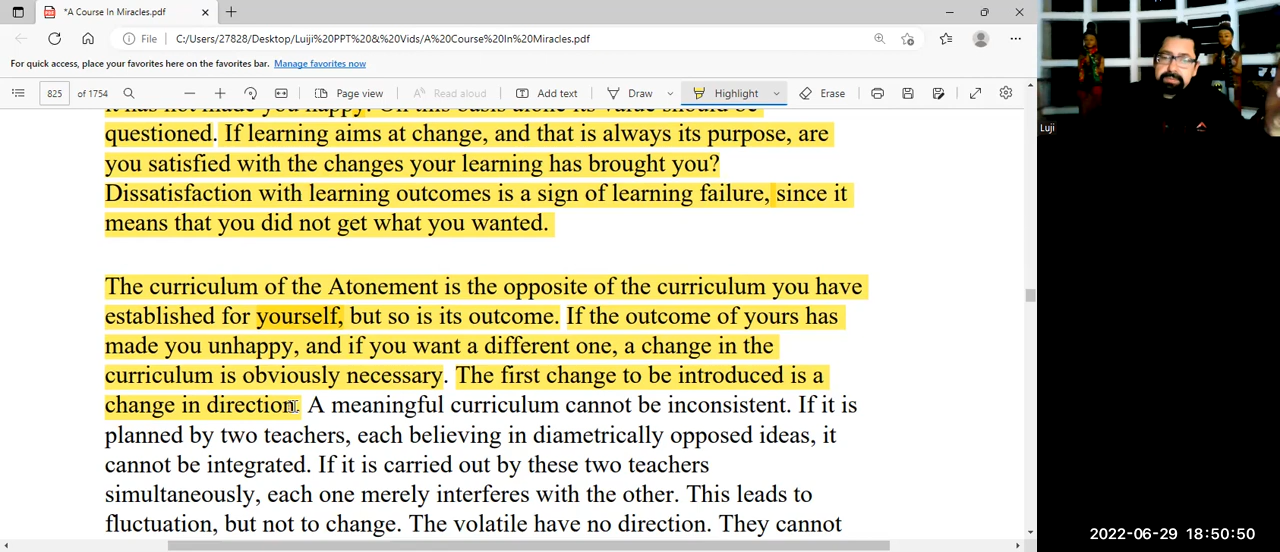 *A Course In Miracles.pdf
File C:/Users/27828/Desktop/Luiji%20PPT%20&%20Vids/A%20Course%20In%20Miracles.pdf
For quick access, place your favorites here on the favorites bar. Manage favorites now
825 of 1754 Page view Read aloud Add text Draw Highlight Erase
questioned. If learning aims at change, and that is always its purpose, are
you satisfied with the changes your learning has brought you?
Dissatisfaction with learning outcomes is a sign of learning failure, since it
means that you did not get what you wanted.
The curriculum of the Atonement is the opposite of the curriculum you have
established for yourself, but so is its outcome. If the outcome of yours has
made you unhappy, and if you want a different one, a change in the
curriculum is obviously necessary. The first change to be introduced is a
change in direction. A meaningful curriculum cannot be inconsistent. If it is
planned by two teachers, each believing in diametrically opposed ideas, it
cannot be integrated. If it is carried out by these two teachers
simultaneously, each one merely interferes with the other. This leads to
fluctuation, but not to change. The volatile have no direction. They cannot
Luji
2022-06-29 18:50:50